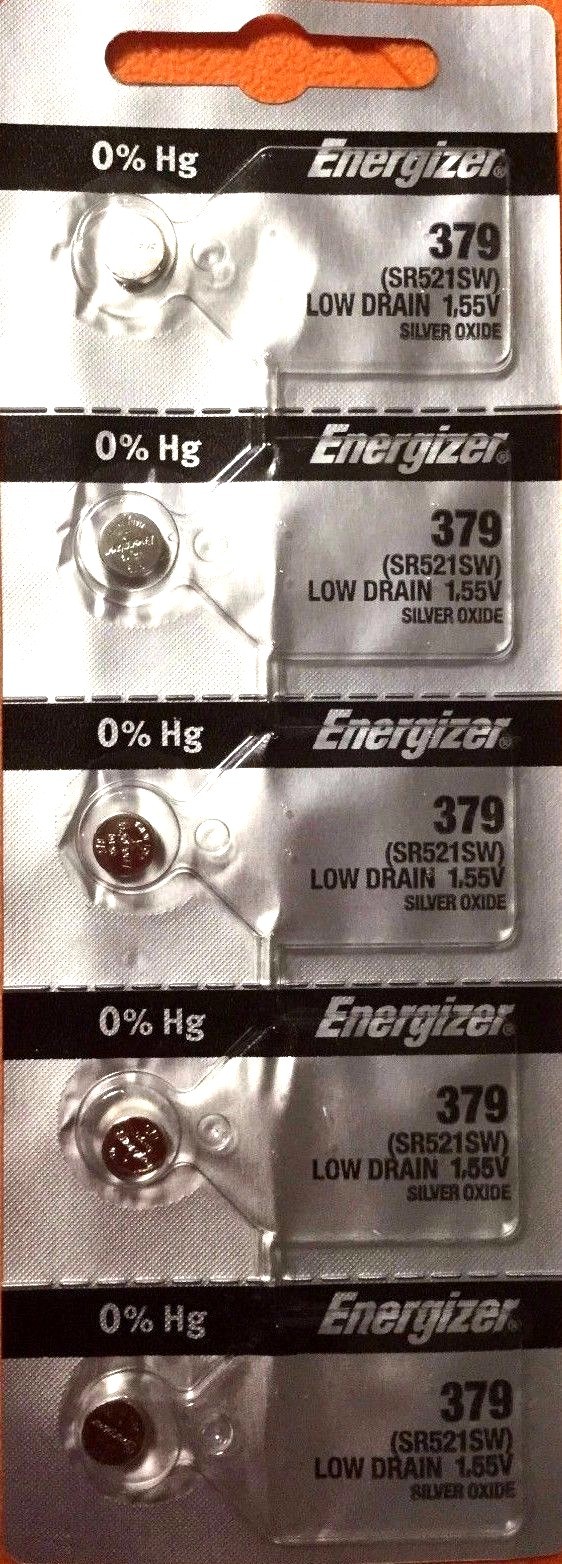 0% Hg Energizer®
379
(SR521SW)
LOW DRAIN 1.55V
SILVER OXIDE
0% Hg Energizer®
379
(SR521SW)
LOW DRAIN 1.55V
SILVER OXIDE
0% Hg Energizer®
379
(SR521SW)
LOW DRAIN 1.55V
SILVER OXIDE
0% Hg Energizer®
379
(SR521SW)
LOW DRAIN 1.55V
SILVER OXIDE
0% Hg Energizer®
379
(SR521SW)
LOW DRAIN 1.55V
SILVER OXIDE